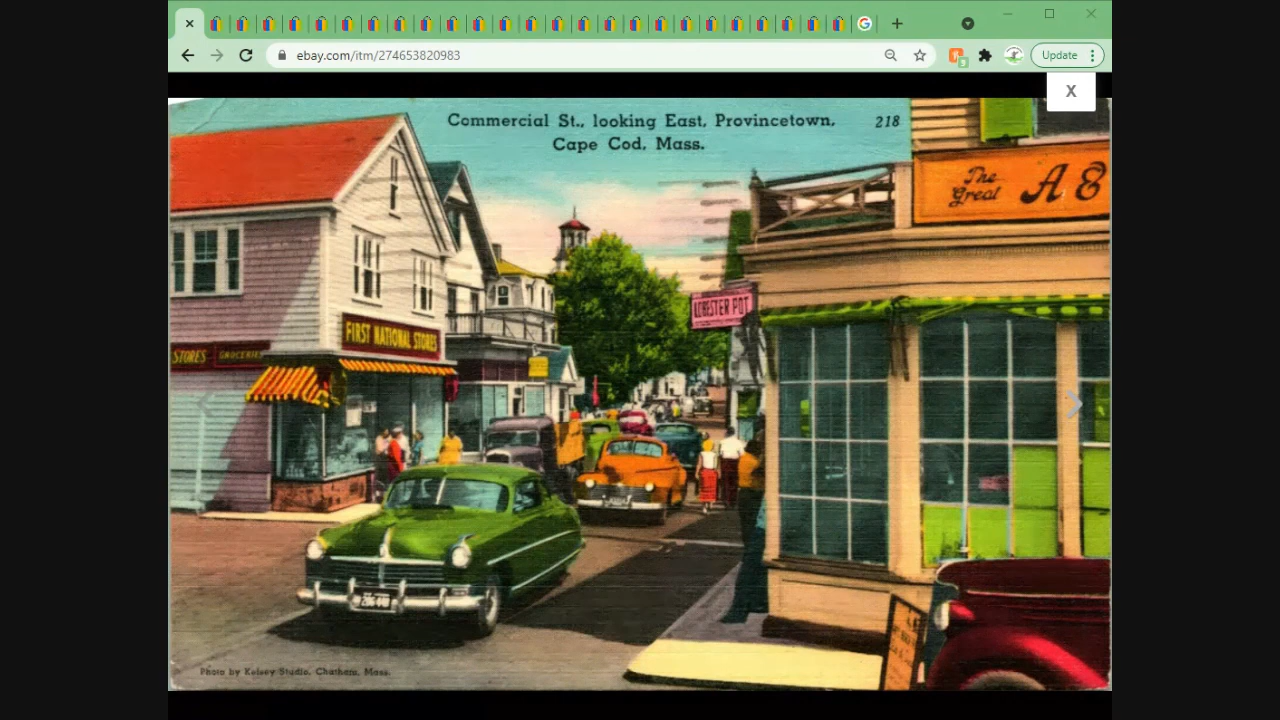 ebay.com/itm/274653820983
Update
X
Commercial St., looking East, Provincetown,
Cape Cod, Mass.
218
The
Great
A &
LOBSTER POT
FIRST NATIONAL STORES
STORES
GROCERIES
Photo by Kelsey Studio, Chatham, Mass.